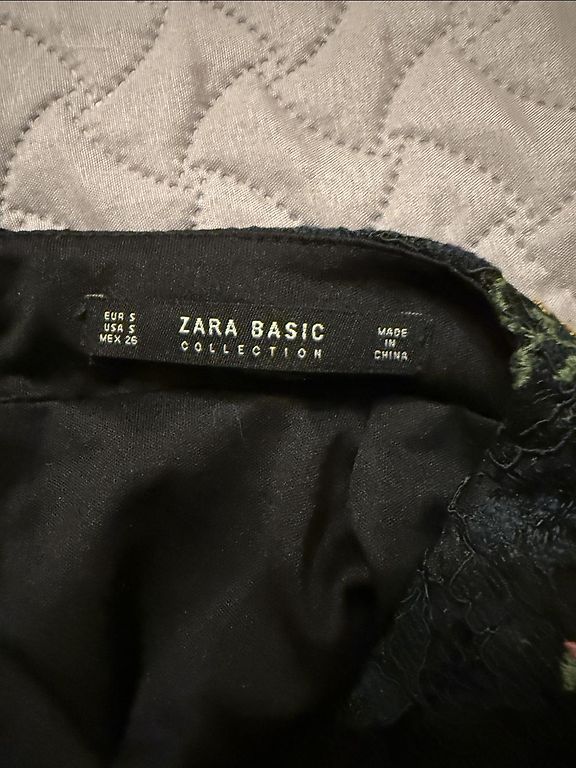 EUR S
USA S
MEX 26
ZARA BASIC
COLLECTION
MADE
IN
CHINA